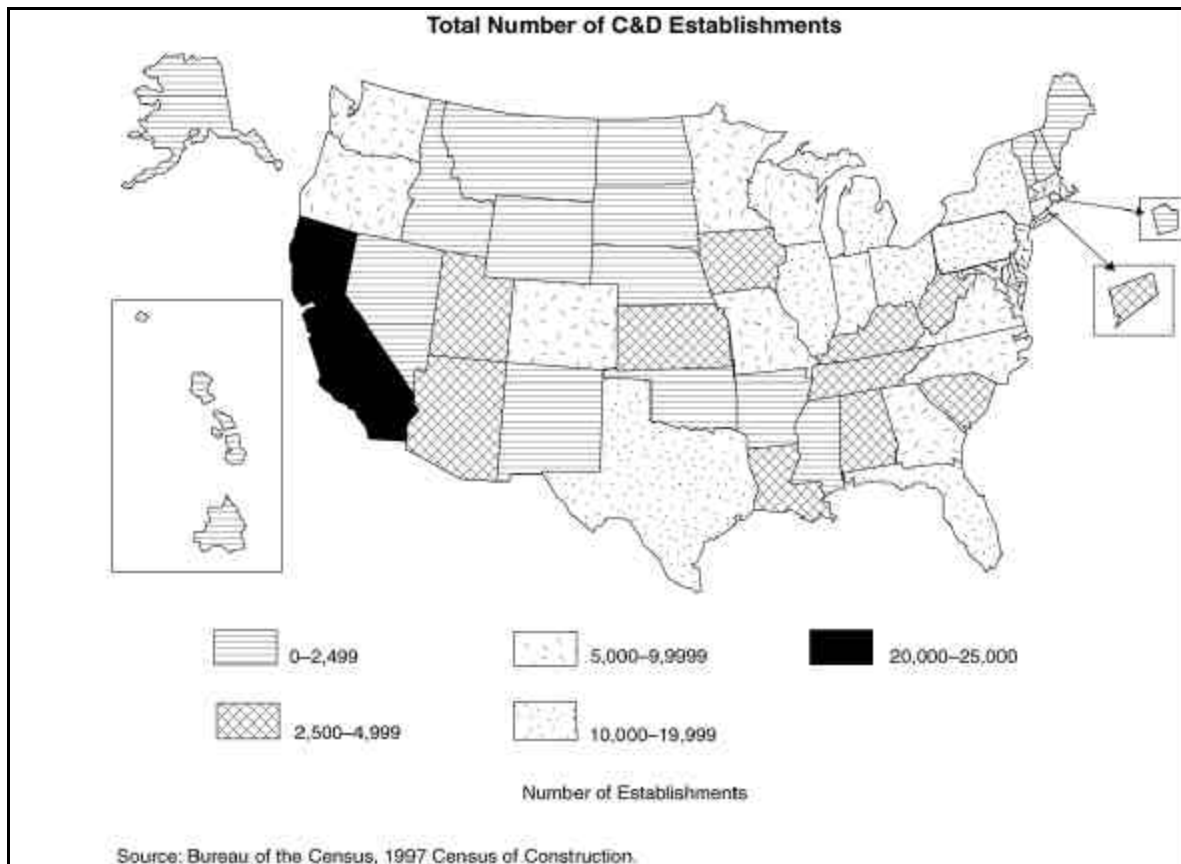 Total Number of C&D Establishments
0–2,499
5,000–9,9999
20,000–25,000
2,500–4,999
10,000–19,999
Number of Establishments
Source: Bureau of the Census, 1997 Census of Construction.